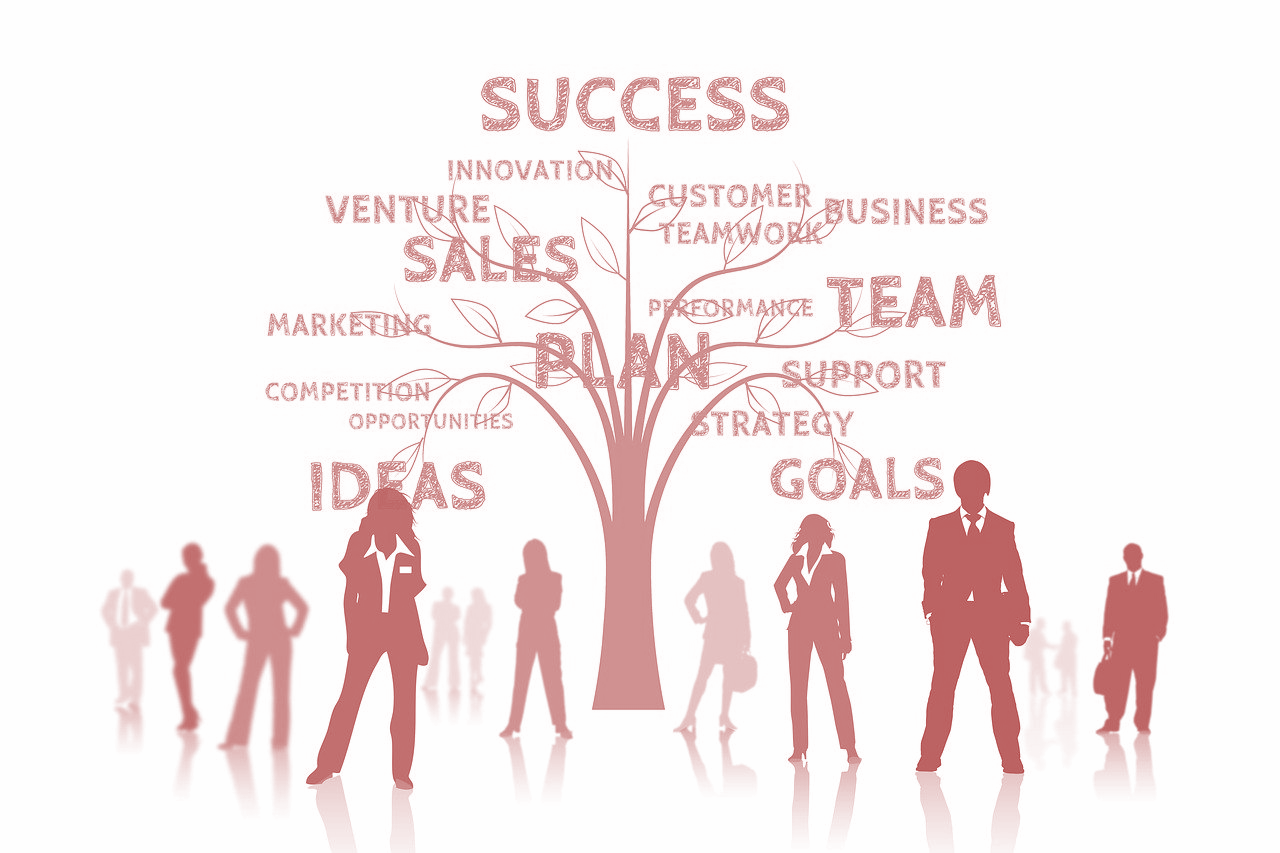 SUCCESS
INNOVATION
CUSTOMER
VENTURE
BUSINESS
TEAMWORK
SALES
TEAM
PERFORMANCE
MARKETING
PLAN
SUPPORT
COMPETITION
OPPORTUNITIES
STRATEGY
IDEAS
GOALS